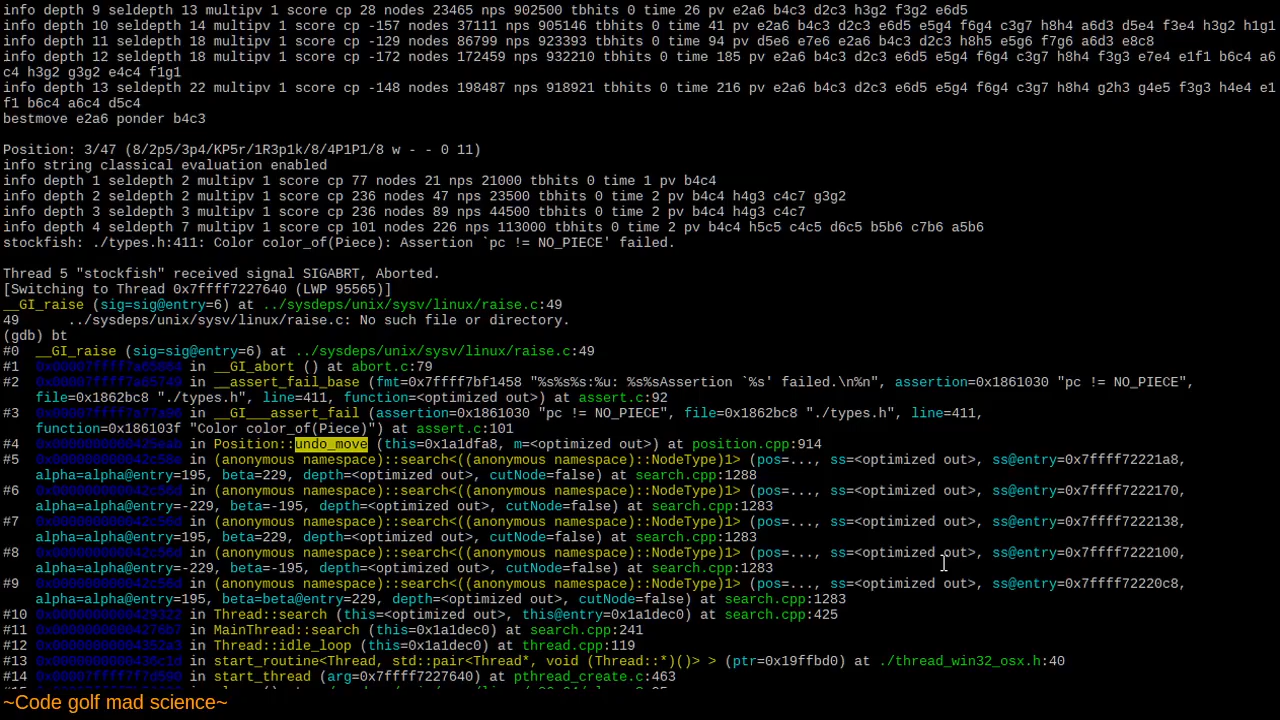 info depth 9 seldepth 13 multipv 1 score cp 28 nodes 23465 nps 902500 tbhits 0 time 26 pv e2a6 b4c3 d2c3 h3g2 f3g2 e6d5
info depth 10 seldepth 14 multipv 1 score cp -157 nodes 37111 nps 905146 time 41 pv e2a6 b4c3 d2c3 e6d5 e5g4 f6g4 c3g7 h8h4 a6d3 d5e4 f3e4 h3g2 h1g1
info depth 11 seldepth 18 multipv 1 score cp -129 nodes 86799 nps 923393 tbhits 0 time 94 pv d5e6 e7e6 e2a6 b4c3 d2c3 h8h5 e5g6 f7g6 a6d3 e8c8
info depth 12 seldepth 18 multipv 1 score cp -172 nodes 172459 nps 932210 tbhits 0 time 185 pv e2a6 b4c3 d2c3 e6d5 e5g4 f6g4 c3g7 h8h4 f3g3 e7e4 e1f1 b6c4 a6
c4 h3g2 g3g2 e4c4 f1g1
info depth 13 seldepth 22 multipv 1 score cp -148 nodes 198487 nps 918921 tbhits 0 time 216 pv e2a6 b4c3 d2c3 e6d5 e5g4 f6g4 c3g7 h8h4 g2h3 g4e5 f3g3 h4e4 e1
f1 b6c4 a6c4 d5c4
bestmove e2a6 ponder b4c3
Position: 3/47 (8/2p5/3p4/KP5r/1R3p1k/8/4P1P1/8 w - - 0 11)
info string classical evaluation enabled
info depth 1 seldepth 2 multipv 1 score cp 77 nodes 21 nps 21000 tbhits 0 time 1 pv b4c4
info depth 2 seldepth 2 multipv 1 score cp 236 nodes 47 nps 23500 tbhits 0 time 2 pv b4c4 h4g3 c4c7 g3g2
info depth 3 seldepth 3 multipv 1 score cp 236 nodes 89 nps 44500 tbhits 0 time 2 pv b4c4 h4g3 c4c7
info depth 4 seldepth 7 multipv 1 score cp 101 nodes 226 nps 113000 tbhits 0 time 2 pv b4c4 h5c5 c4c5 d6c5 b5b6 c7b6 a5b6
stockfish: ./types.h:411: Color color_of(Piece): Assertion `pc != NO_PIECE' failed.
Thread 5 "stockfish" received signal SIGABRT, Aborted.
[Switching to Thread 0x7ffff7227640 (LWP 95565)]
__GI_raise (sig=sig@entry=6) at ../sysdeps/unix/sysv/linux/raise.c:49
49      ../sysdeps/unix/sysv/linux/raise.c: No such file or directory.
(gdb) bt
#0  __GI_raise (sig=sig@entry=6) at ../sysdeps/unix/sysv/linux/raise.c:49
#1  in __GI_abort () at abort.c:79
#2  in __assert_fail_base (fmt=0x7ffff7bf1458 "%s%s%s:%u: %s%sAssertion `%s' failed.\n%n", assertion=0x1861030 "pc != NO_PIECE",
file=0x1862bc8 "./types.h", line=411, function=<optimized out>) at assert.c:92
#3  in __GI___assert_fail (assertion=0x1861030 "pc != NO_PIECE", file=0x1862bc8 "./types.h", line=411,
function=0x186103f "Color color_of(Piece)") at assert.c:101
#4  in Position::undo_move (this=0x1a1dfa8, m=<optimized out>) at position.cpp:914
#5  in (anonymous namespace)::search<((anonymous namespace)::NodeType)1> (pos=..., ss=<optimized out>, ss@entry=0x7ffff72221a8,
alpha=alpha@entry=195, beta=229, depth=<optimized out>, cutNode=false) at search.cpp:1288
#6  in (anonymous namespace)::search<((anonymous namespace)::NodeType)1> (pos=..., ss=<optimized out>, ss@entry=0x7ffff7222170,
alpha=alpha@entry=-229, beta=-195, depth=<optimized out>, cutNode=false) at search.cpp:1283
#7  in (anonymous namespace)::search<((anonymous namespace)::NodeType)1> (pos=..., ss=<optimized out>, ss@entry=0x7ffff7222138,
alpha=alpha@entry=195, beta=229, depth=<optimized out>, cutNode=false) at search.cpp:1283
#8  in (anonymous namespace)::search<((anonymous namespace)::NodeType)1> (pos=..., ss=<optimized out>, ss@entry=0x7ffff7222100,
alpha=alpha@entry=-229, beta=-195, depth=<optimized out>, cutNode=false) at search.cpp:1283
#9  in (anonymous namespace)::search<((anonymous namespace)::NodeType)1> (pos=..., ss=<optimized out>, ss@entry=0x7ffff72220c8,
alpha=alpha@entry=195, beta=beta@entry=229, depth=<optimized out>, cutNode=false) at search.cpp:1283
#10 in Thread::search (this=<optimized out>, this@entry=0x1a1dec0) at search.cpp:425
#11 in MainThread::search (this=0x1a1dec0) at search.cpp:241
#12 in Thread::idle_loop (this=0x1a1dec0) at thread.cpp:119
#13 in start_routine<Thread, std::pair<Thread*, void (Thread::*)()> > (ptr=0x19ffbd0) at ./thread_win32_osx.h:40
#14 in start_thread (arg=0x7ffff7227640) at pthread_create.c:463
~Code golf mad science~